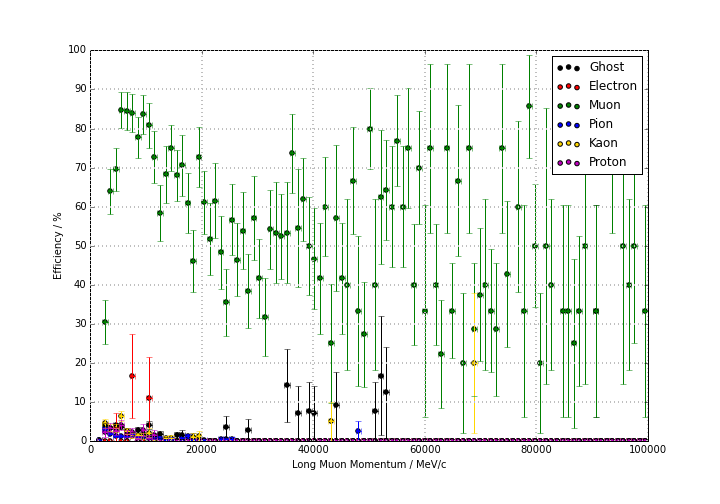 100
90
80
70
60
50
40
30
20
10
0
Efficiency / %
Ghost
Electron
Muon
Pion
Kaon
Proton
0 20000 40000 60000 80000 100000
Long Muon Momentum / MeV/c